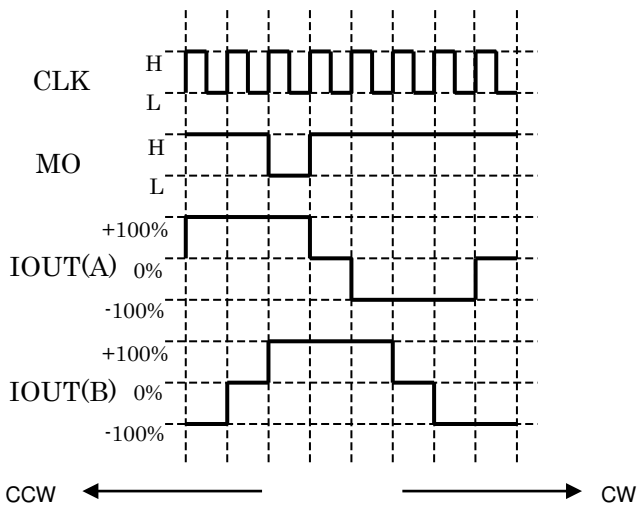 CLK
H
L
MO
H
L
IOUT(A)
+100%
0%
-100%
IOUT(B)
+100%
0%
-100%
CCW
CW